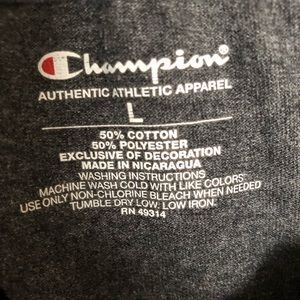 Champion
AUTHENTIC ATHLETIC APPAREL
L
50% COTTON
50% POLYESTER
EXCLUSIVE OF DECORATION
MADE IN NICARAGUA
WASHING INSTRUCTIONS
MACHINE WASH COLD WITH LIKE COLORS
USE ONLY NON-CHLORINE BLEACH WHEN NEEDED
TUMBLE DRY LOW. LOW IRON.
RN 49314